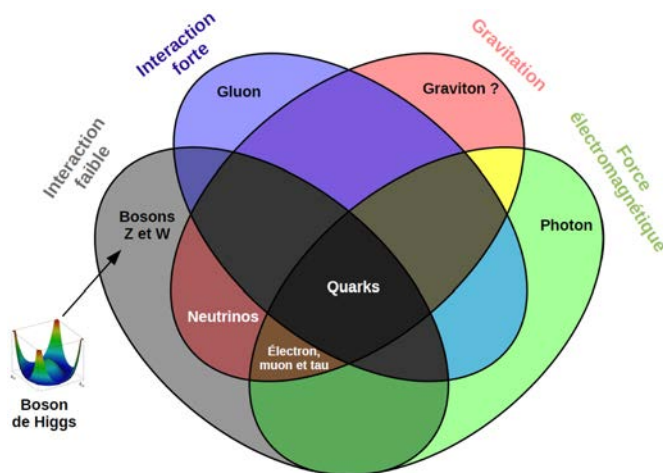 Interaction
forte
Gravitation
Gluon
Graviton ?
Interaction
faible
Force
électromagnétique
Bosons
Z et W
Photon
Quarks
Neutrinos
Électron,
muon et tau
Boson
de Higgs